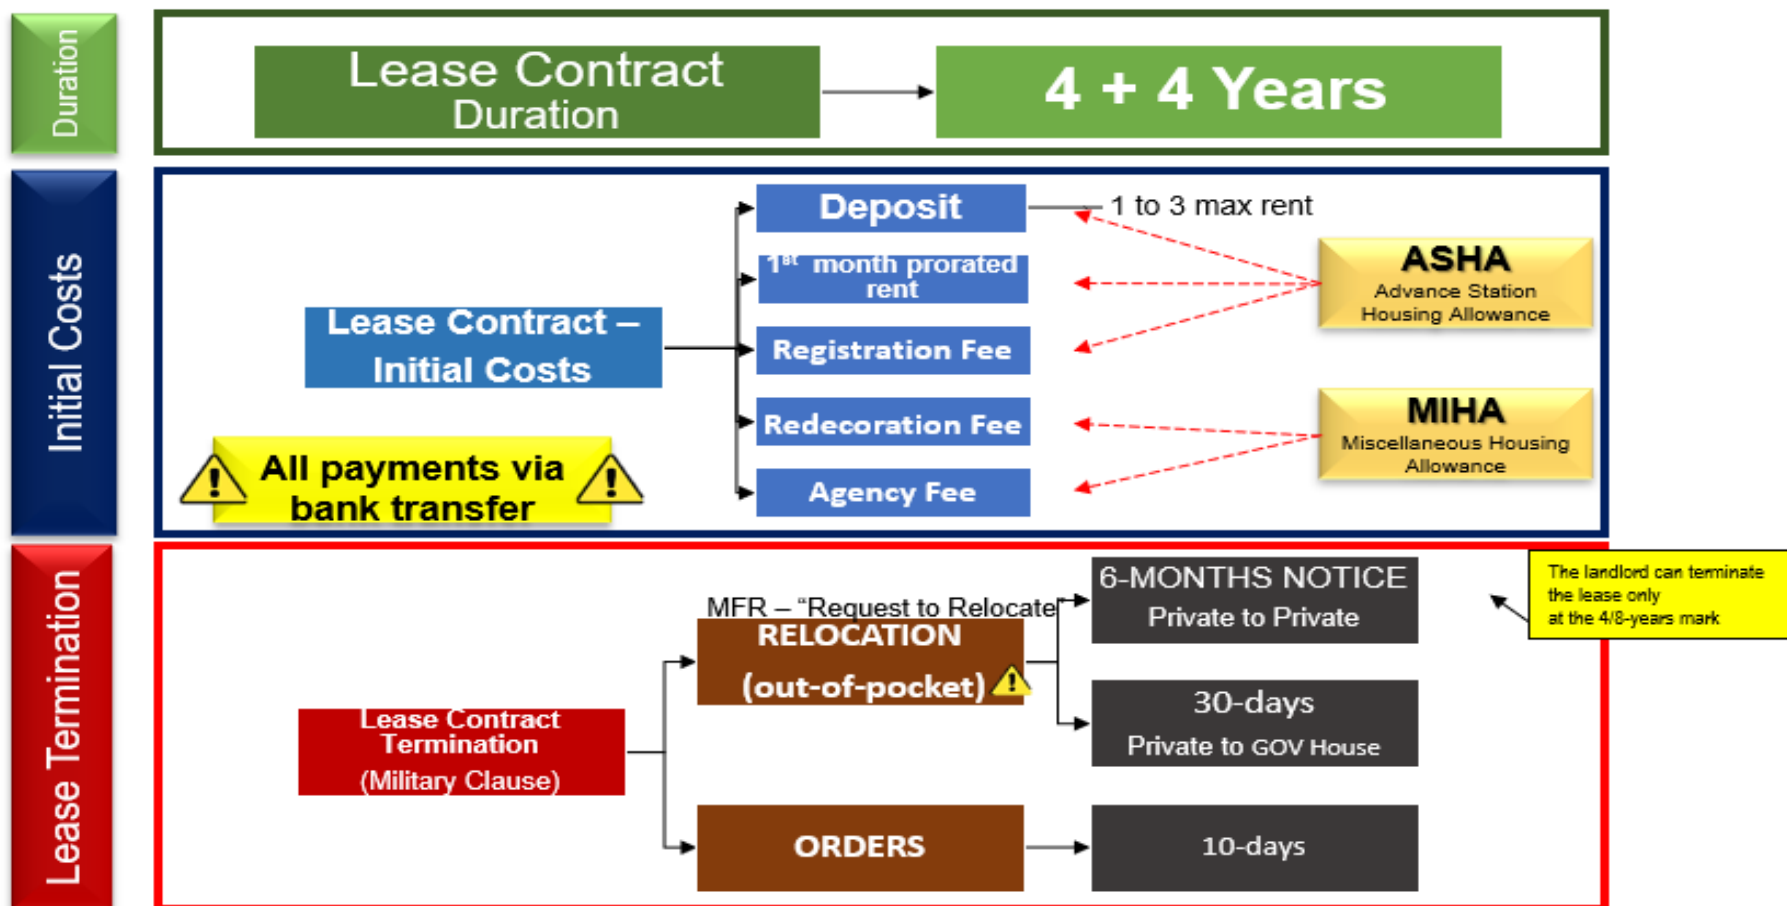 Duration
Lease Contract
Duration
4 + 4 Years
Initial Costs
Lease Contract –
Initial Costs
All payments via
bank transfer
Deposit
1 to 3 max rent
1st month prorated
rent
Registration Fee
Redecoration Fee
Agency Fee
ASHA
Advance Station
Housing Allowance
MIHA
Miscellaneous Housing
Allowance
Lease Termination
Lease Contract
Termination
(Military Clause)
MFR – “Request to Relocate”
RELOCATION
(out-of-pocket)
6-MONTHS NOTICE
Private to Private
30-days
Private to GOV House
ORDERS
10-days
The landlord can terminate
the lease only
at the 4/8-years mark